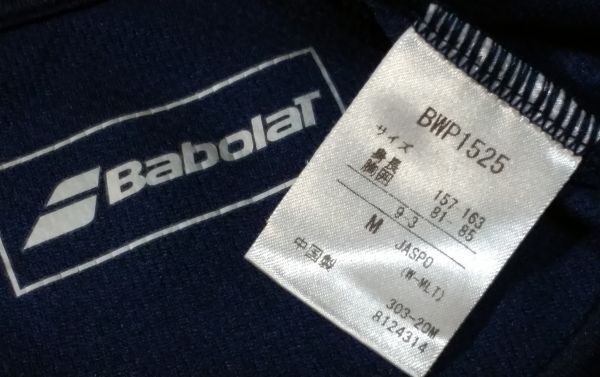 BabolaT
BWP1525
サイズ
身長 157-163
胸囲 81-85
9.3
M JASPO
(W-MLT)
中国製
303-20M
8124314